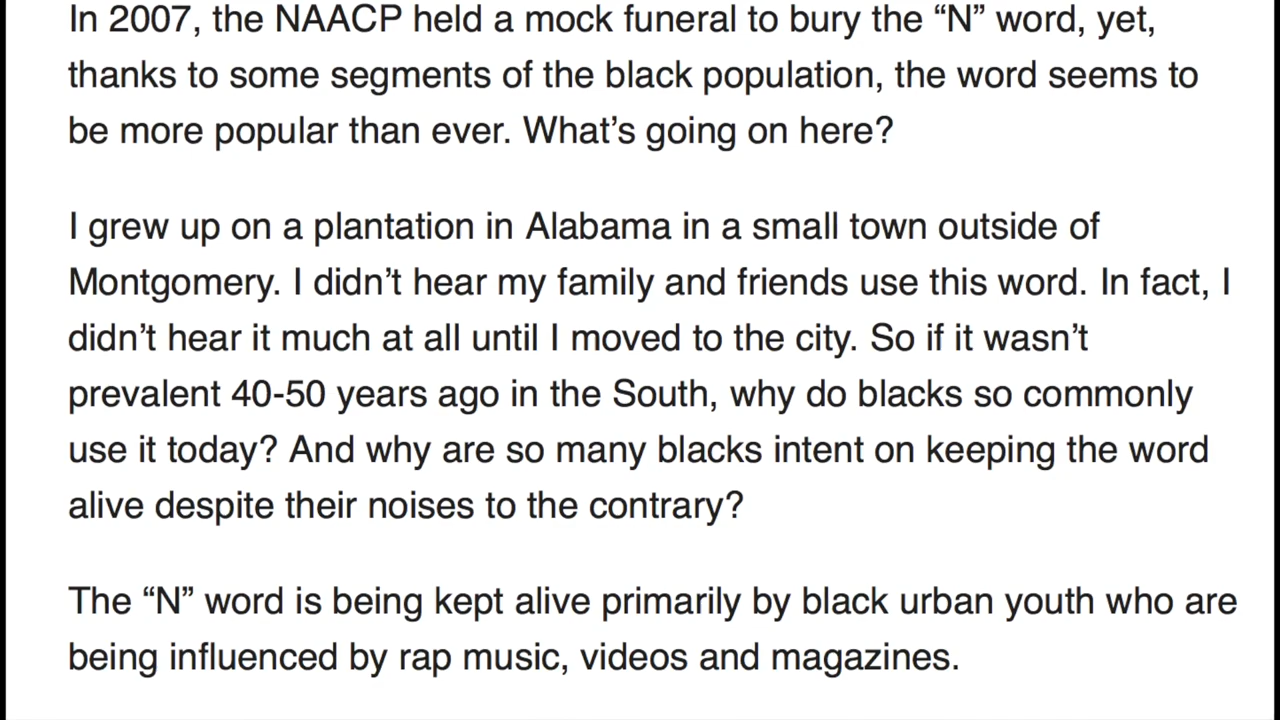 In 2007, the NAACP held a mock funeral to bury the “N” word, yet,
thanks to some segments of the black population, the word seems to
be more popular than ever. What’s going on here?
I grew up on a plantation in Alabama in a small town outside of
Montgomery. I didn’t hear my family and friends use this word. In fact, I
didn’t hear it much at all until I moved to the city. So if it wasn’t
prevalent 40-50 years ago in the South, why do blacks so commonly
use it today? And why are so many blacks intent on keeping the word
alive despite their noises to the contrary?
The “N” word is being kept alive primarily by black urban youth who are
being influenced by rap music, videos and magazines.